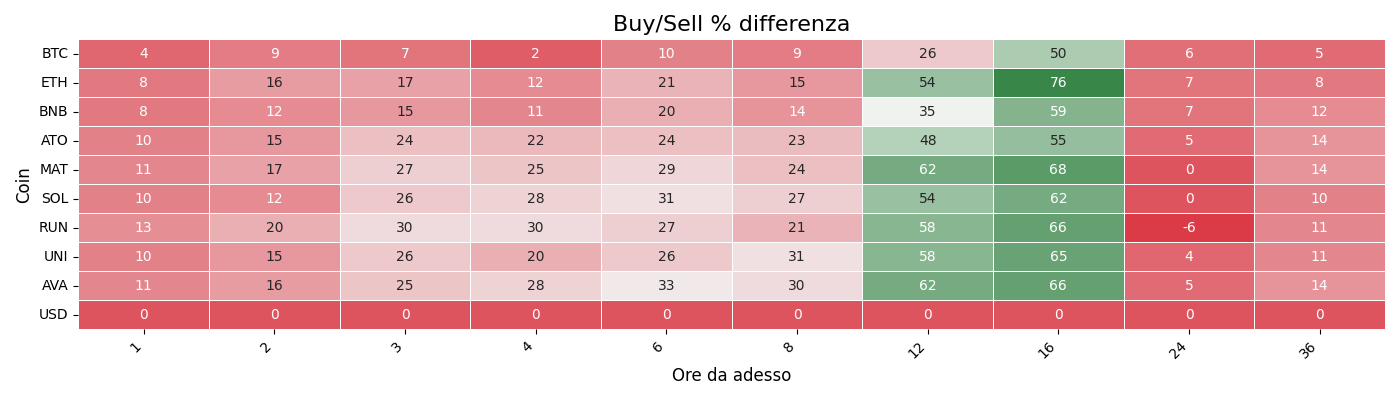 Buy/Sell % differenza
Coin
BTC 4 9 7 2 10 9 26 50 6 5
ETH 8 16 17 12 21 15 54 76 7 8
BNB 8 12 15 11 20 14 35 59 7 12
ATO 10 15 24 22 24 23 48 55 5 14
MAT 11 17 27 25 29 24 62 68 0 14
SOL 10 12 26 28 31 27 54 62 0 10
RUN 13 20 30 30 27 21 58 66 -6 11
UNI 10 15 26 20 26 31 58 65 4 11
AVA 11 16 25 28 33 30 62 66 5 14
USD 0 0 0 0 0 0 0 0 0 0
1 2 3 4 6 8 12 16 24 36
Ore da adesso